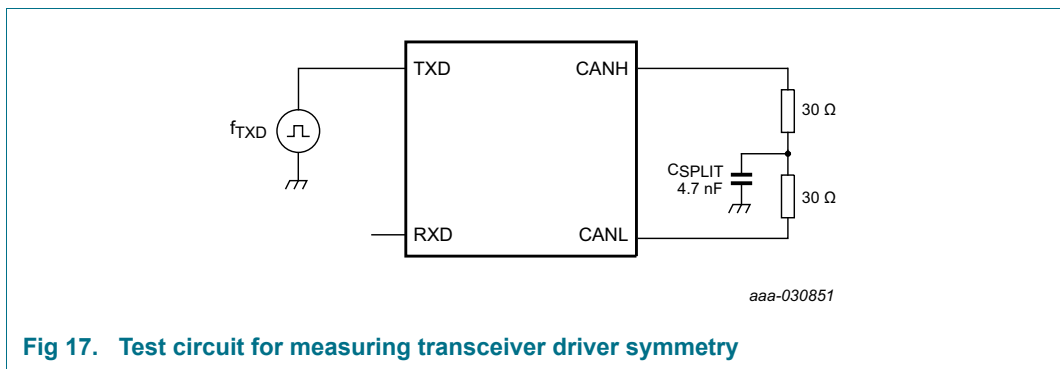 TXD
CANH
30 Ω
fTXD
CSPLIT
4.7 nF
30 Ω
RXD
CANL
aaa-030851
Fig 17. Test circuit for measuring transceiver driver symmetry